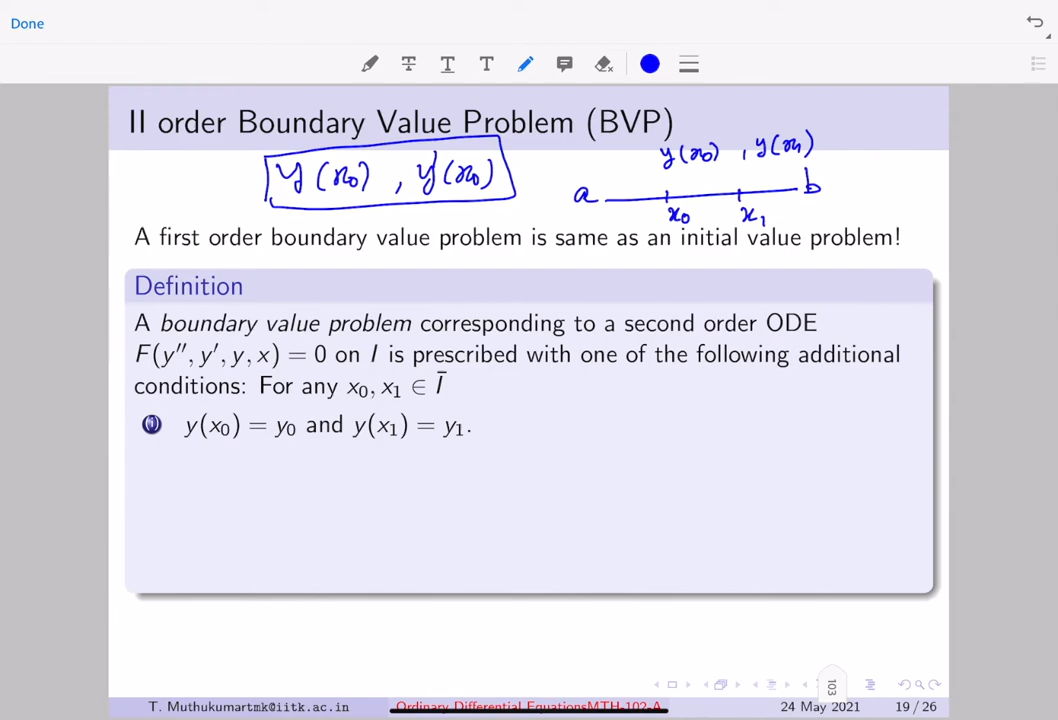 Done
II order Boundary Value Problem (BVP)
y(x₀) , y'(x₀)
y(x₀) , y(x₁)
a b
x₀ x₁
A first order boundary value problem is same as an initial value problem!
Definition
A boundary value problem corresponding to a second order ODE
F(y′′, y′, y, x) = 0 on I is prescribed with one of the following additional
conditions: For any x₀, x₁ ∈ Ī
① y(x₀) = y₀ and y(x₁) = y₁.
103
T. Muthukumartmk@iitk.ac.in Ordinary Differential EquationsMTH-102-A 24 May 2021 19 / 26